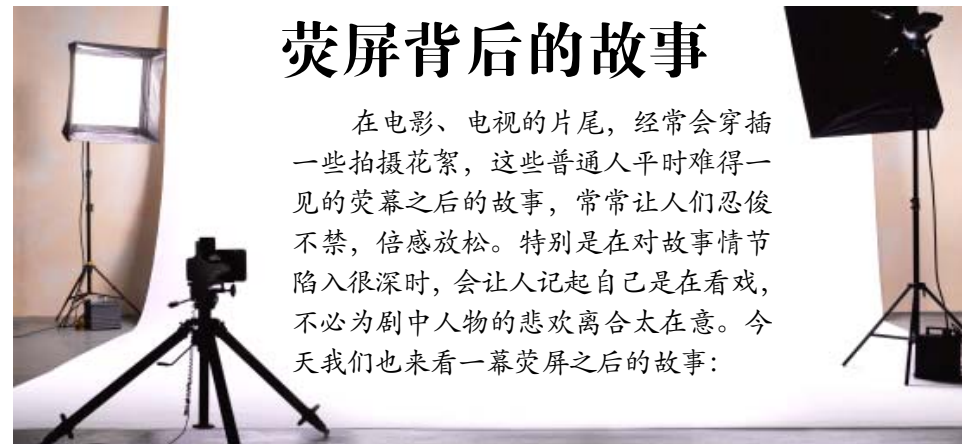 荧屏背后的故事
在电影、电视的片尾，经常会穿插
一些拍摄花絮，这些普通人平时难得一
见的荧幕之后的故事，常常让人们忍俊
不禁，倍感放松。特别是在对故事情节
陷入很深时，会让人记起自己是在看戏，
不必为剧中人物的悲欢离合太在意。今
天我们也来看一幕荧屏之后的故事：